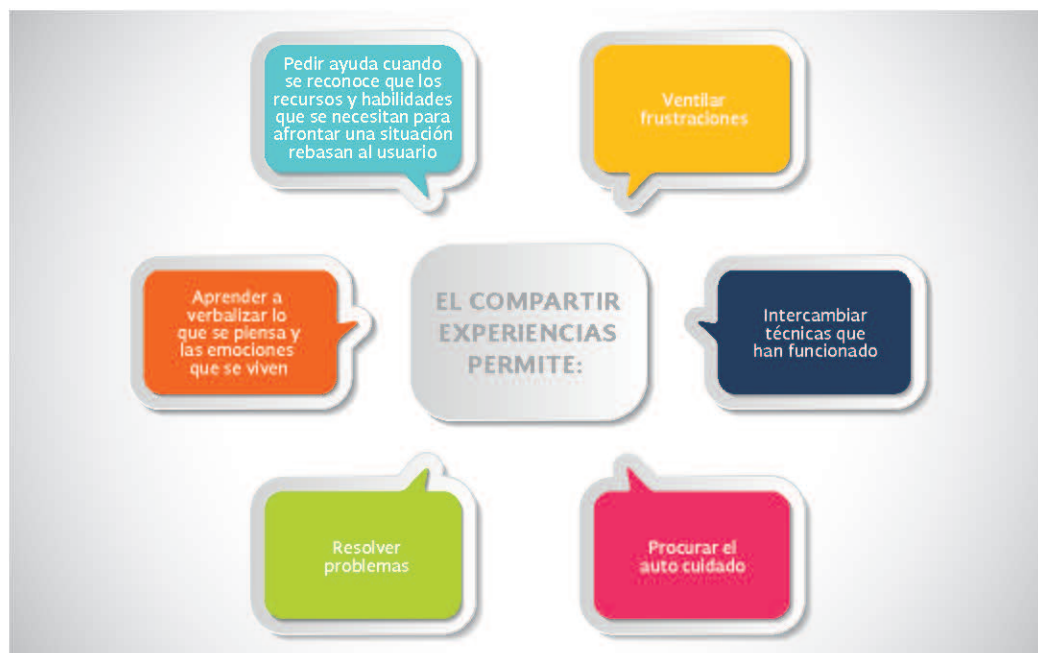 Pedir ayuda cuando
se reconoce que los
recursos y habilidades
que se necesitan para
afrontar una situación
rebasan al usuario
Ventilar
frustraciones
Aprender a
verbalizar lo
que se piensa y
las emociones
que se viven
EL COMPARTIR
EXPERIENCIAS
PERMITE:
Intercambiar
técnicas que
han funcionado
Resolver
problemas
Procurar el
auto cuidado